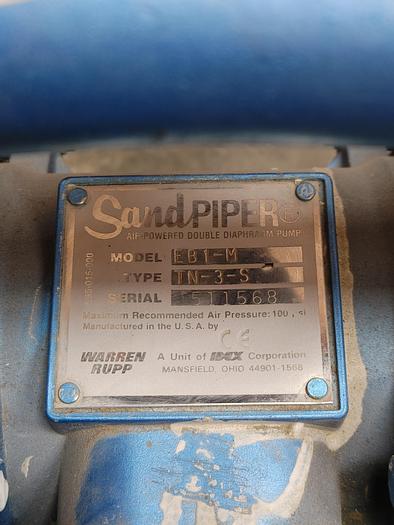 SandPIPER®
AIR-POWERED DOUBLE DIAPHRAGM PUMP
MODEL EB1-M
TYPE TN-3-S
SERIAL 1511568
Maximum Recommended Air Pressure: 100
Manufactured in the U.S.A. by
CE
WARREN RUPP
A Unit of IDEX Corporation
MANSFIELD, OHIO 44901-1568